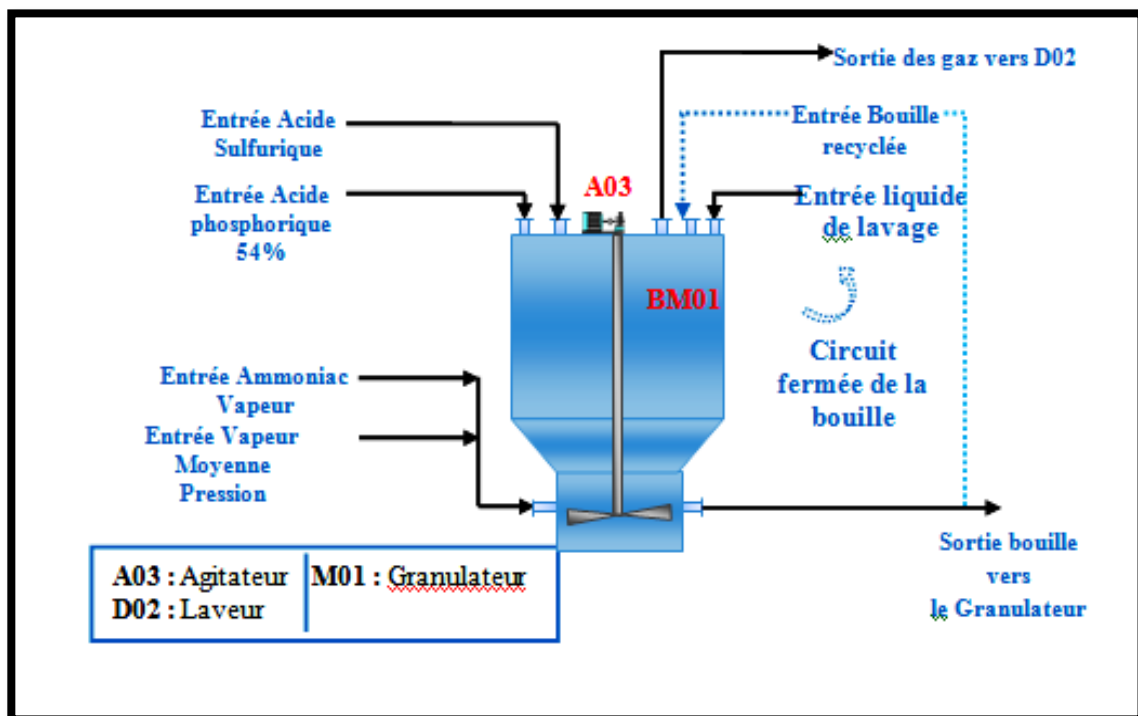 Sortie des gaz vers D02
Entrée Acide
Sulfurique
Entrée Bouille
recyclée
Entrée Acide
phosphorique
54%
A03
Entrée liquide
de lavage
BM01
Circuit
fermée de la
bouille
Entrée Ammoniac
Vapeur
Entrée Vapeur
Moyenne
Pression
Sortie bouille
vers
le Granulateur
A03 : Agitateur
D02 : Laveur
M01 : Granulateur